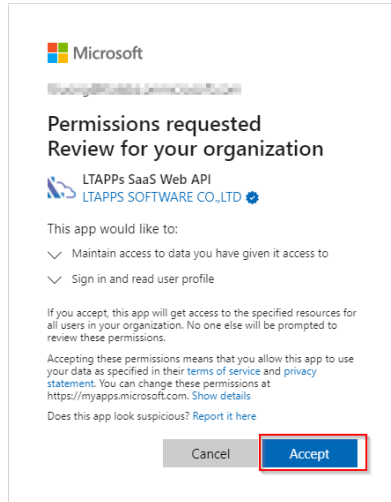 Microsoft
Permissions requested
Review for your organization
LTAPPs SaaS Web API
LTAPPS SOFTWARE CO.,LTD
This app would like to:
Maintain access to data you have given it access to
Sign in and read user profile
If you accept, this app will get access to the specified resources for
all users in your organization. No one else will be prompted to
review these permissions.
Accepting these permissions means that you allow this app to use
your data as specified in their terms of service and privacy
statement. You can change these permissions at
https://myapps.microsoft.com. Show details
Does this app look suspicious? Report it here
Cancel Accept